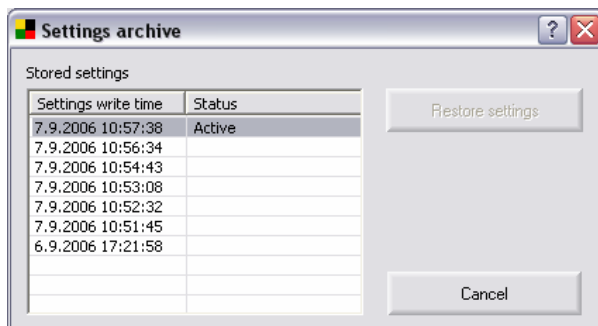 Settings archive
Stored settings
Settings write time Status
7.9.2006 10:57:38 Active
7.9.2006 10:56:34
7.9.2006 10:54:43
7.9.2006 10:53:08
7.9.2006 10:52:32
7.9.2006 10:51:45
6.9.2006 17:21:58
Restore settings
Cancel